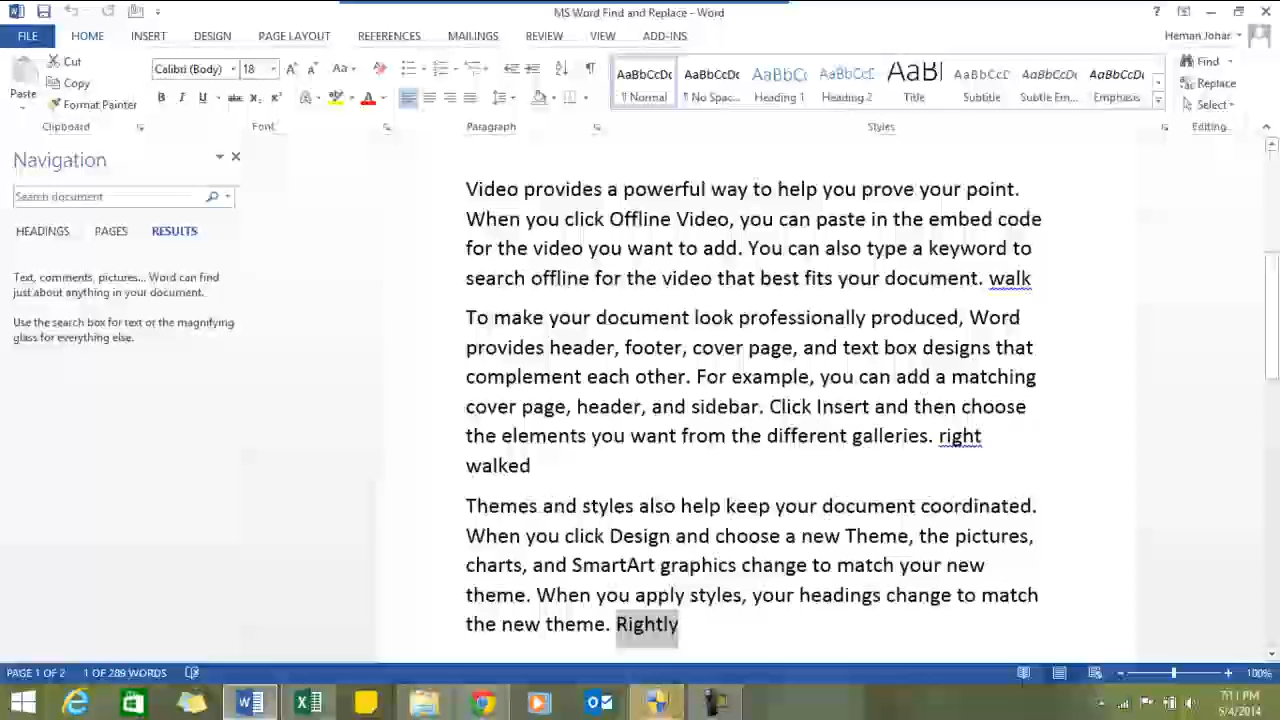 MS Word Find and Replace - Word
FILE HOME INSERT DESIGN PAGE LAYOUT REFERENCES MAILINGS REVIEW VIEW ADD-INS Heman Johar
Paste
Cut
Copy
Format Painter
Clipboard
Calibri (Body) 18
Font
Paragraph
AaBbCcDc AaBbCcDc AaBbCc AaBbCcC AaBl AaBbCcC AaBbCcDc AaBbCcDc
¶ Normal ¶ No Spac... Heading 1 Heading 2 Title Subtitle Subtle Em... Emphasis
Styles
Find
Replace
Select
Editing
Navigation
Search document
HEADINGS PAGES RESULTS
Text, comments, pictures... Word can find
just about anything in your document.
Use the search box for text or the magnifying
glass for everything else.
Video provides a powerful way to help you prove your point.
When you click Offline Video, you can paste in the embed code
for the video you want to add. You can also type a keyword to
search offline for the video that best fits your document. walk
To make your document look professionally produced, Word
provides header, footer, cover page, and text box designs that
complement each other. For example, you can add a matching
cover page, header, and sidebar. Click Insert and then choose
the elements you want from the different galleries. right
walked
Themes and styles also help keep your document coordinated.
When you click Design and choose a new Theme, the pictures,
charts, and SmartArt graphics change to match your new
theme. When you apply styles, your headings change to match
the new theme. Rightly
PAGE 1 OF 2 1 OF 289 WORDS 100%
7:11 PM
5/4/2014